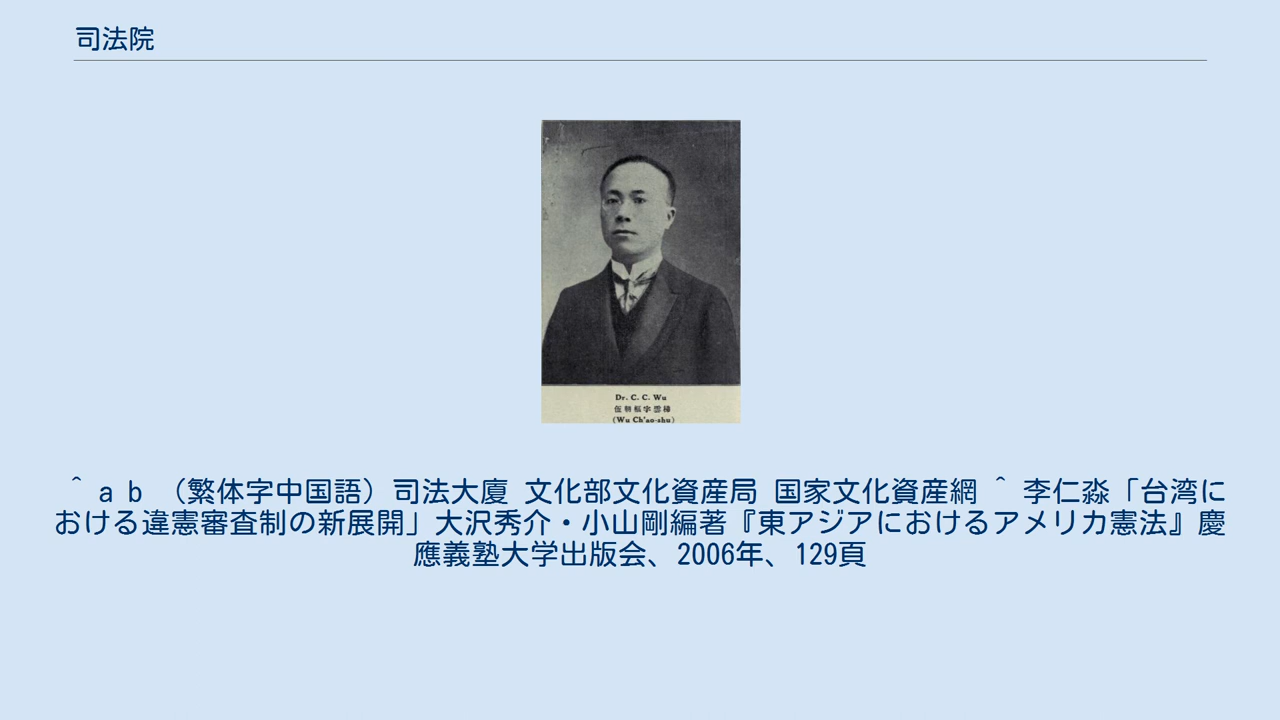 司法院
Dr. C. C. Wu
伍朝樞字雲梯
(Wu Ch'ao-shu)
^ a b （繁体字中国語）司法大廈 文化部文化資産局 国家文化資産網 ^ 李仁淼「台湾に
おける違憲審査制の新展開」大沢秀介・小山剛編著『東アジアにおけるアメリカ憲法』慶
應義塾大学出版会、2006年、129頁